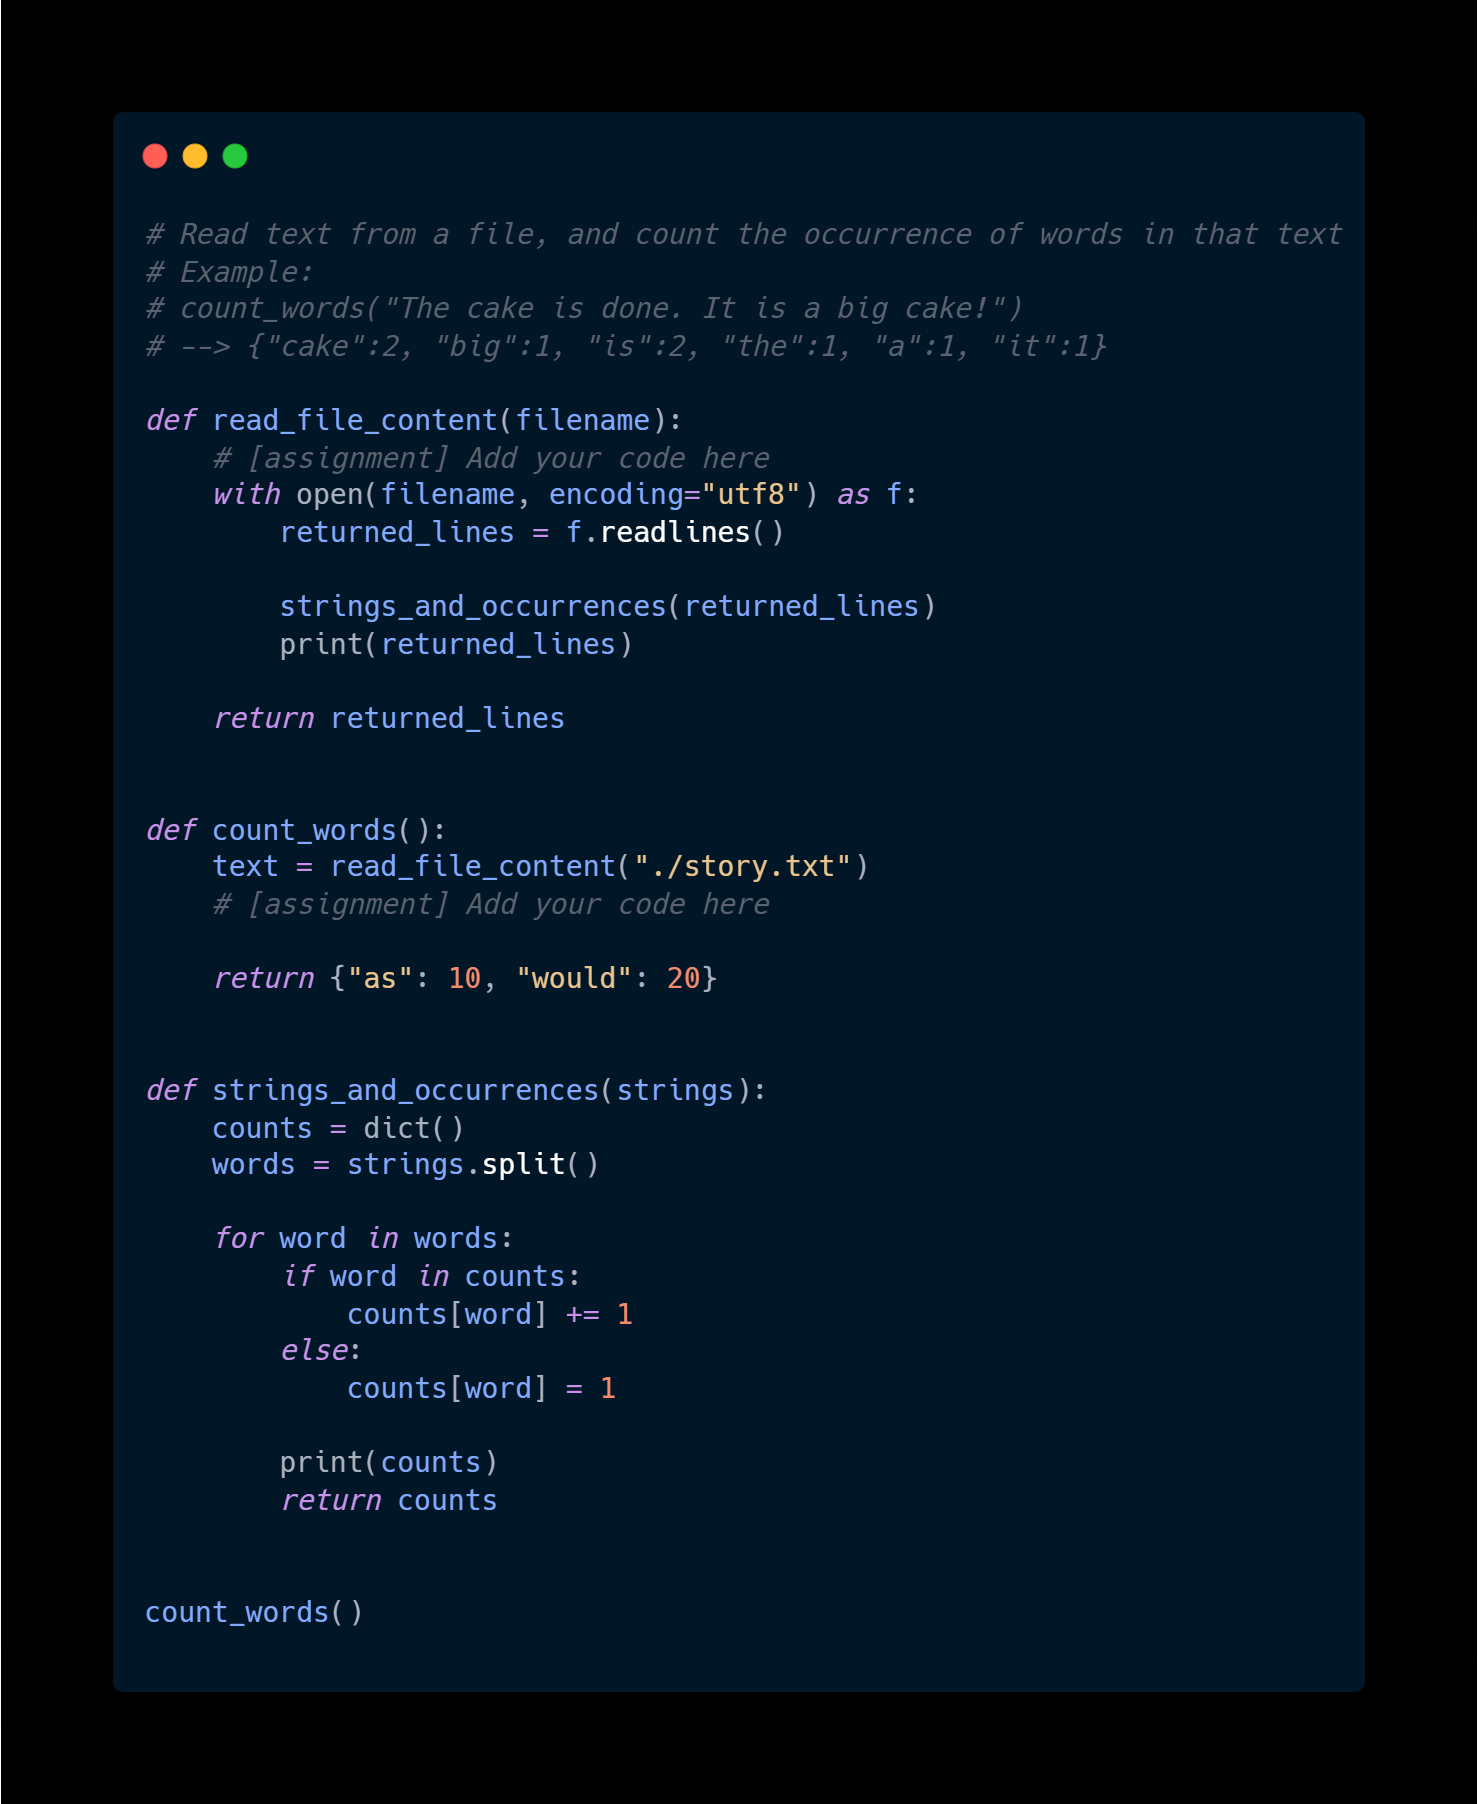 # Read text from a file, and count the occurrence of words in that text
# Example:
# count_words("The cake is done. It is a big cake!")
# --> {"cake":2, "big":1, "is":2, "the":1, "a":1, "it":1}

def read_file_content(filename):
    # [assignment] Add your code here
    with open(filename, encoding="utf8") as f:
        returned_lines = f.readlines()

        strings_and_occurrences(returned_lines)
        print(returned_lines)

    return returned_lines


def count_words():
    text = read_file_content("./story.txt")
    # [assignment] Add your code here

    return {"as": 10, "would": 20}


def strings_and_occurrences(strings):
    counts = dict()
    words = strings.split()

    for word in words:
        if word in counts:
            counts[word] += 1
        else:
            counts[word] = 1

        print(counts)
        return counts


count_words()